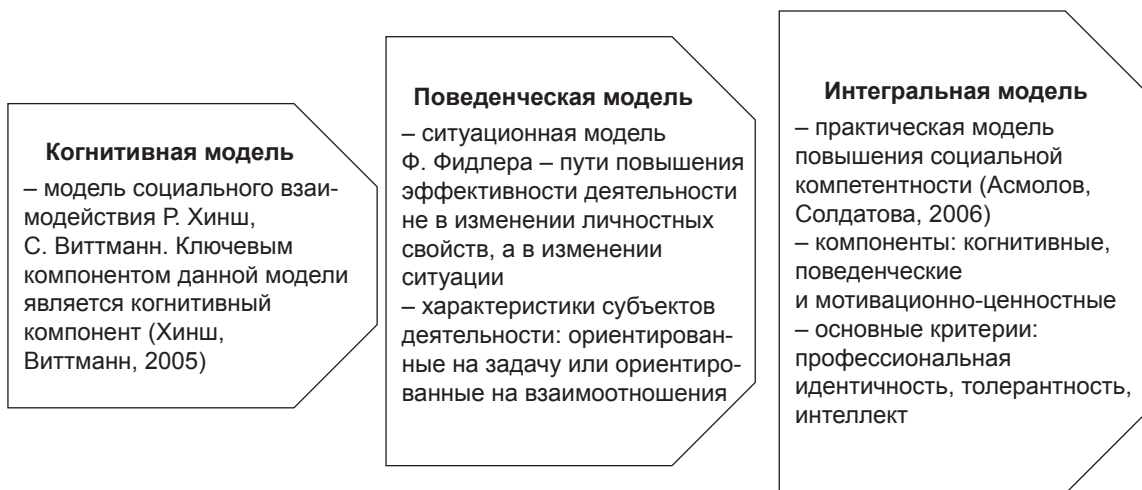 Когнитивная модель
– модель социального взаи-
модействия Р. Хинш,
С. Виттманн. Ключевым
компонентом данной модели
является когнитивный
компонент (Хинш,
Виттманн, 2005)
Поведенческая модель
– ситуационная модель
Ф. Фидлера – пути повышения
эффективности деятельности
не в изменении личностных
свойств, а в изменении
ситуации
– характеристики субъектов
деятельности: ориентирован-
ные на задачу или ориентиро-
ванные на взаимоотношения
Интегральная модель
– практическая модель
повышения социальной
компетентности (Асмолов,
Солдатова, 2006)
– компоненты: когнитивные,
поведенческие
и мотивационно-ценностные
– основные критерии:
профессиональная
идентичность, толерантность,
интеллект